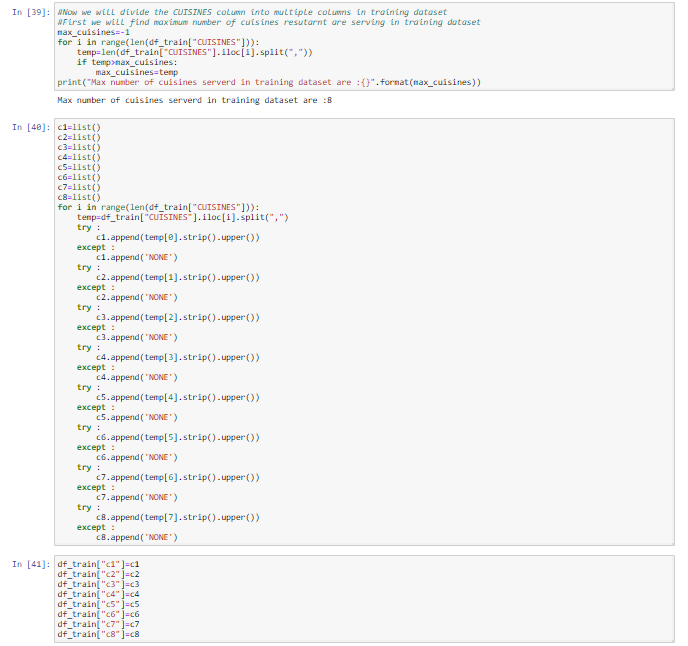 In [39]: #Now we will divide the CUISINES column into multiple columns in training dataset
#First we will find maximum number of cuisines resutarnt are serving in training dataset
max_cuisines=-1
for i in range(len(df_train["CUISINES"])):
    temp=len(df_train["CUISINES"].iloc[i].split(","))
    if temp>max_cuisines:
        max_cuisines=temp
print("Max number of cuisines serverd in training dataset are :{}".format(max_cuisines))
Max number of cuisines serverd in training dataset are :8
In [40]: c1=list()
c2=list()
c3=list()
c4=list()
c5=list()
c6=list()
c7=list()
c8=list()
for i in range(len(df_train["CUISINES"])):
    temp=df_train["CUISINES"].iloc[i].split(",")
    try :
        c1.append(temp[0].strip().upper())
    except :
        c1.append('NONE')
    try :
        c2.append(temp[1].strip().upper())
    except :
        c2.append('NONE')
    try :
        c3.append(temp[2].strip().upper())
    except :
        c3.append('NONE')
    try :
        c4.append(temp[3].strip().upper())
    except :
        c4.append('NONE')
    try :
        c5.append(temp[4].strip().upper())
    except :
        c5.append('NONE')
    try :
        c6.append(temp[5].strip().upper())
    except :
        c6.append('NONE')
    try :
        c7.append(temp[6].strip().upper())
    except :
        c7.append('NONE')
    try :
        c8.append(temp[7].strip().upper())
    except :
        c8.append('NONE')
In [41]: df_train["c1"]=c1
df_train["c2"]=c2
df_train["c3"]=c3
df_train["c4"]=c4
df_train["c5"]=c5
df_train["c6"]=c6
df_train["c7"]=c7
df_train["c8"]=c8